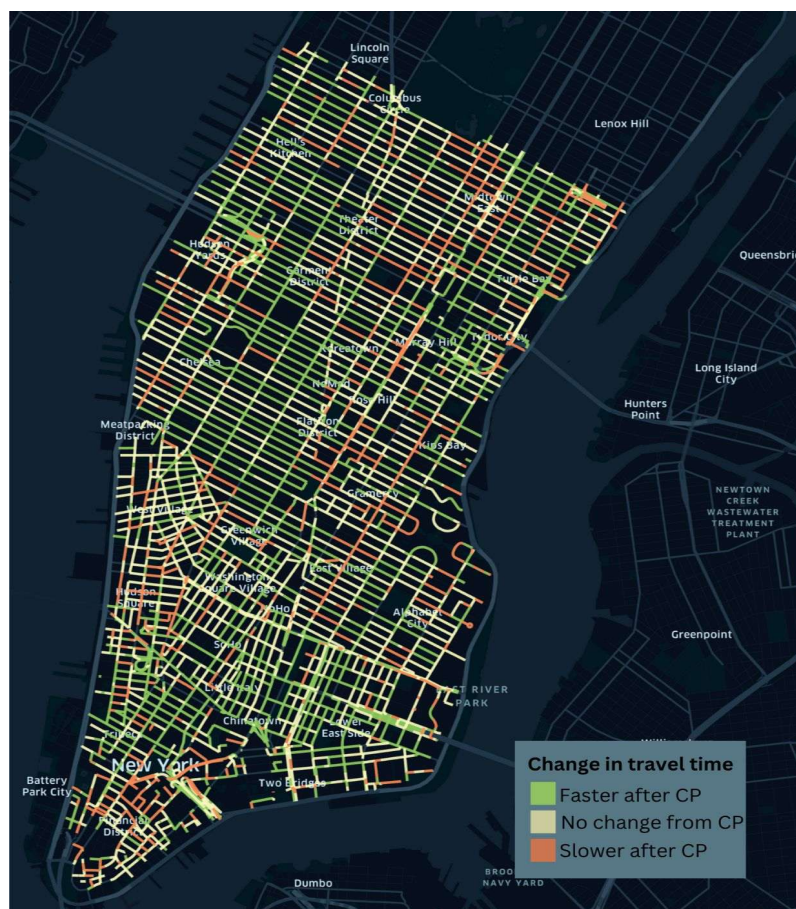 Lincoln
Square
Columbus
Circle
Lenox Hill
Hell's
Kitchen
Midtown
East
Theater
District
Hudson
Yards
Queensbri
Garment
District
Turtle Bay
Koreatown
Murray Hill
Tudor City
Chelsea
Long Island
City
NoMad
Rose Hill
Hunters
Point
Meatpacking
District
Flatiron
District
Kips Bay
Gramercy
NEWTOWN
CREEK
WASTEWATER
TREATMENT
PLANT
West Village
Greenwich
Village
East Village
Washington
Square Village
Hudson
Square
NoHo
Alphabet
City
Greenpoint
SoHo
Little Italy
EAST RIVER
PARK
Chinatown
Lower
East Side
Tribeca
New York
Battery
Park City
Two Bridges
Financial
District
Change in travel time
Faster after CP
No change from CP
Slower after CP
Dumbo
BROO
NAVY YARD